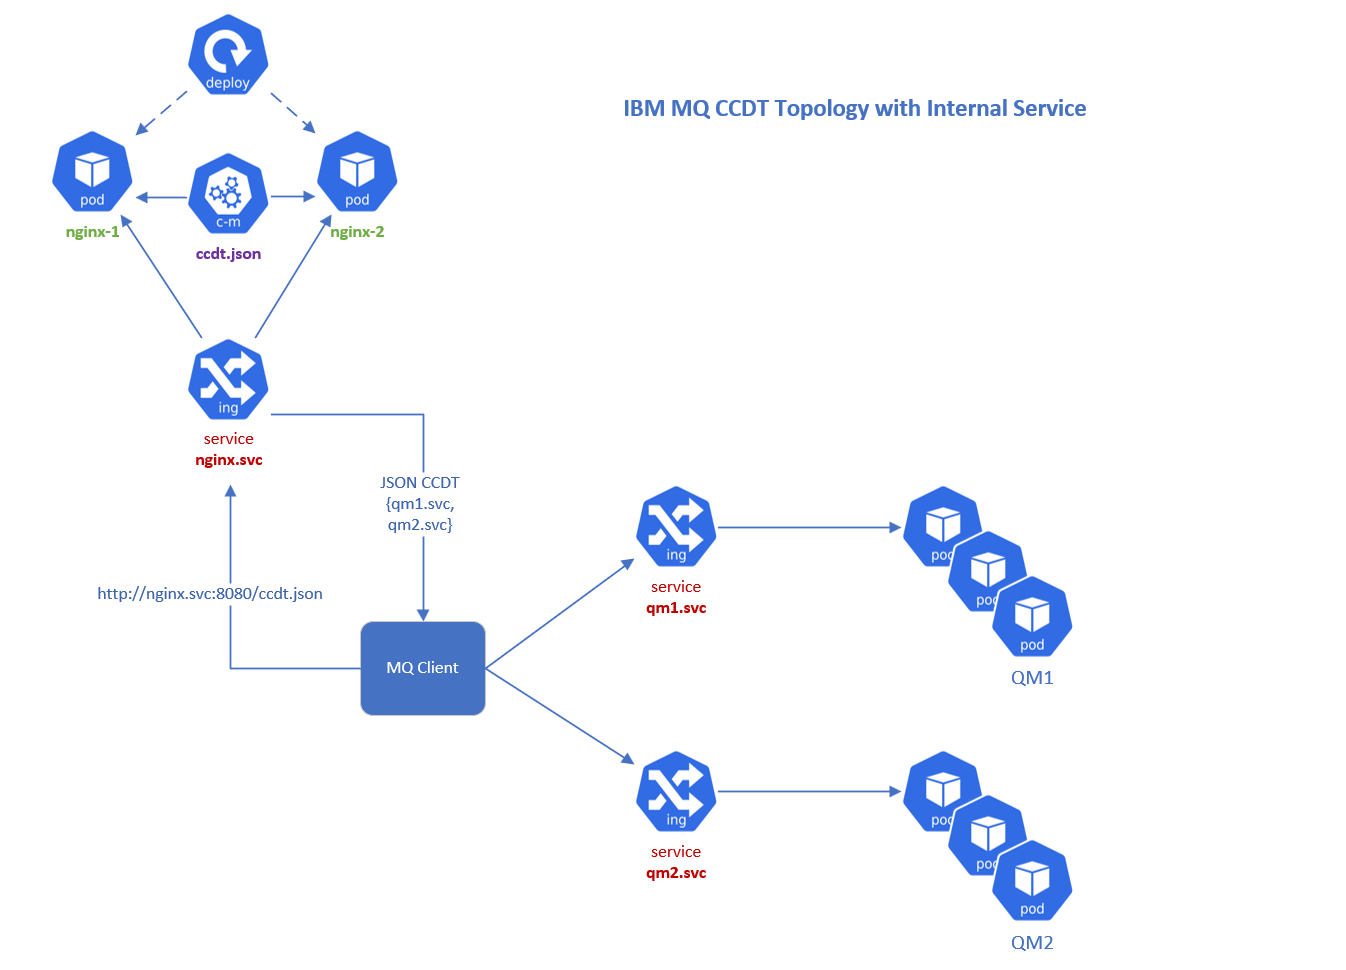 deploy
IBM MQ CCDT Topology with Internal Service
pod
pod
c-m
nginx-1
nginx-2
ccdt.json
ing
service
nginx.svc
JSON CCDT
{qm1.svc,
qm2.svc}
http://nginx.svc:8080/ccdt.json
MQ Client
ing
service
qm1.svc
pod
pod
pod
QM1
ing
service
qm2.svc
pod
pod
pod
QM2